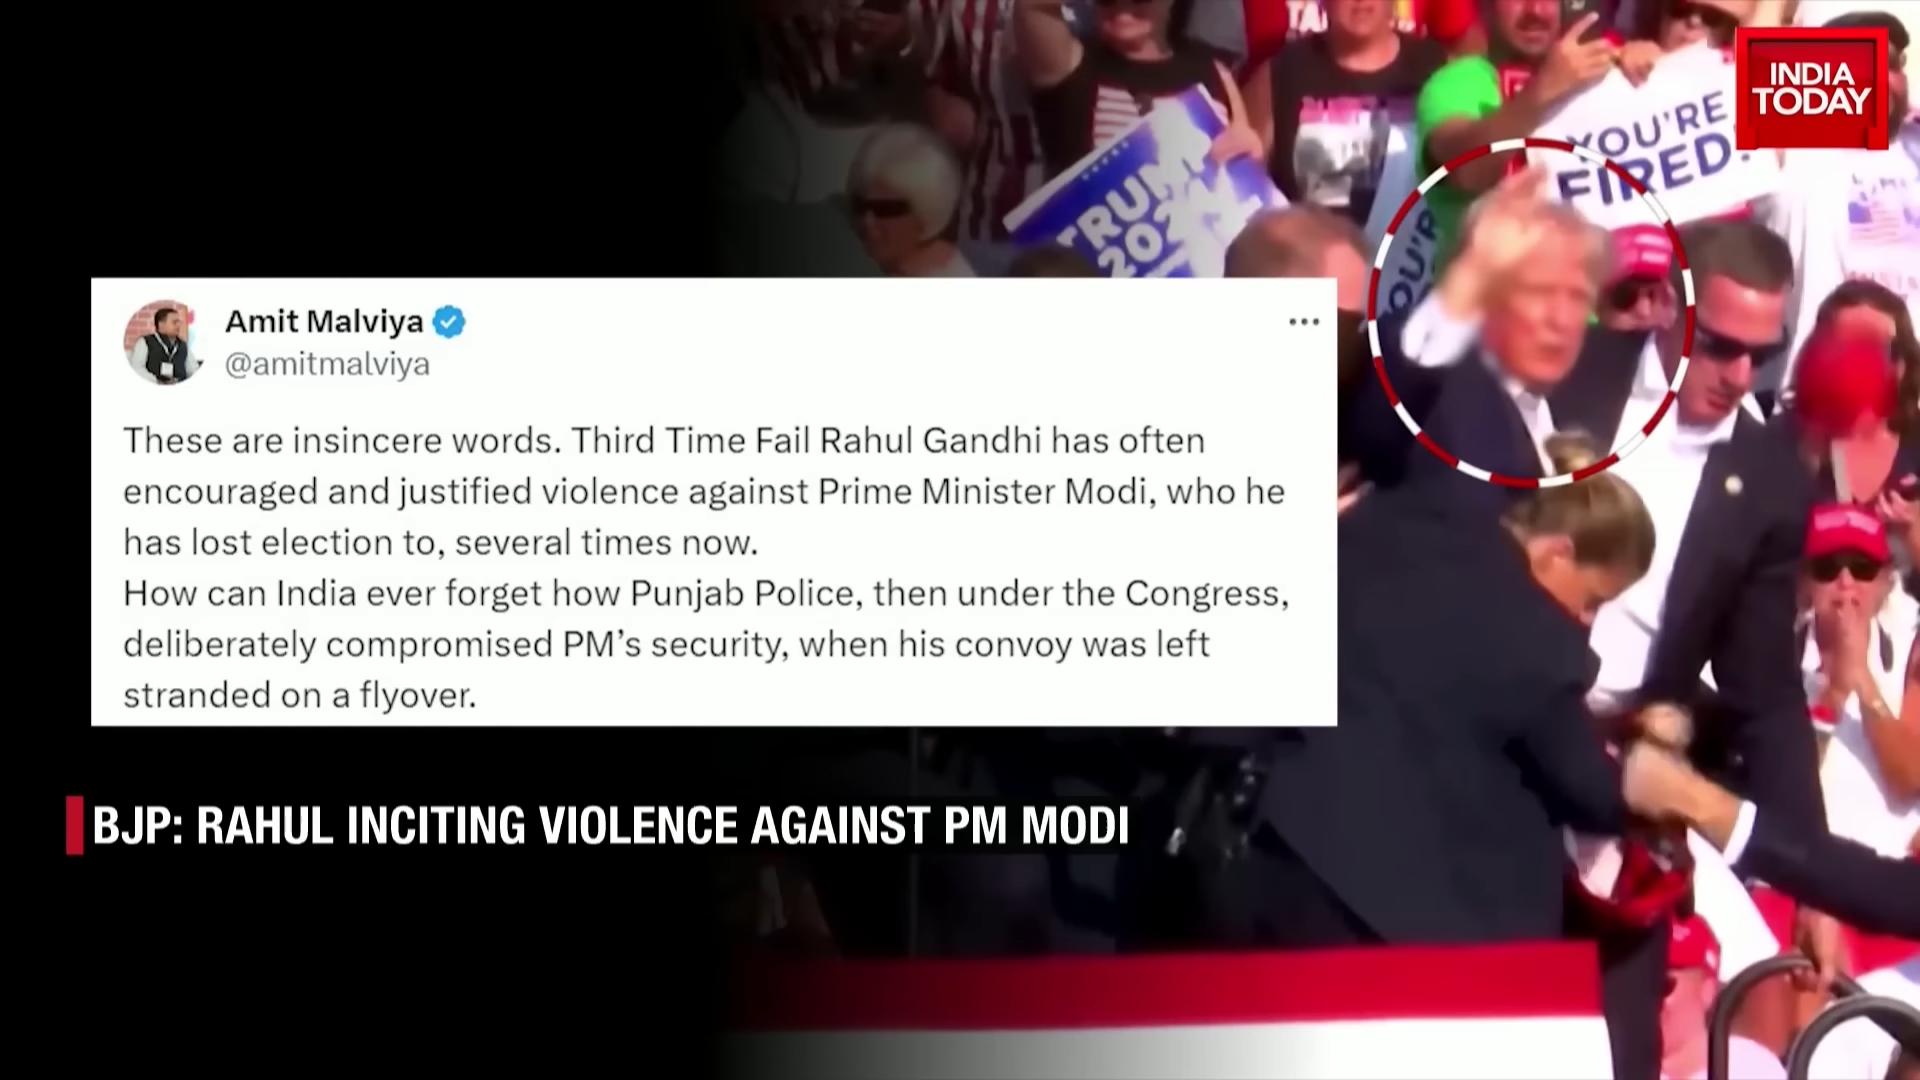 INDIA
TODAY
YOU'RE
FIRED!
TRUMP
202
YOU'R
Amit Malviya
@amitmalviya
These are insincere words. Third Time Fail Rahul Gandhi has often
encouraged and justified violence against Prime Minister Modi, who he
has lost election to, several times now.
How can India ever forget how Punjab Police, then under the Congress,
deliberately compromised PM’s security, when his convoy was left
stranded on a flyover.
BJP: RAHUL INCITING VIOLENCE AGAINST PM MODI